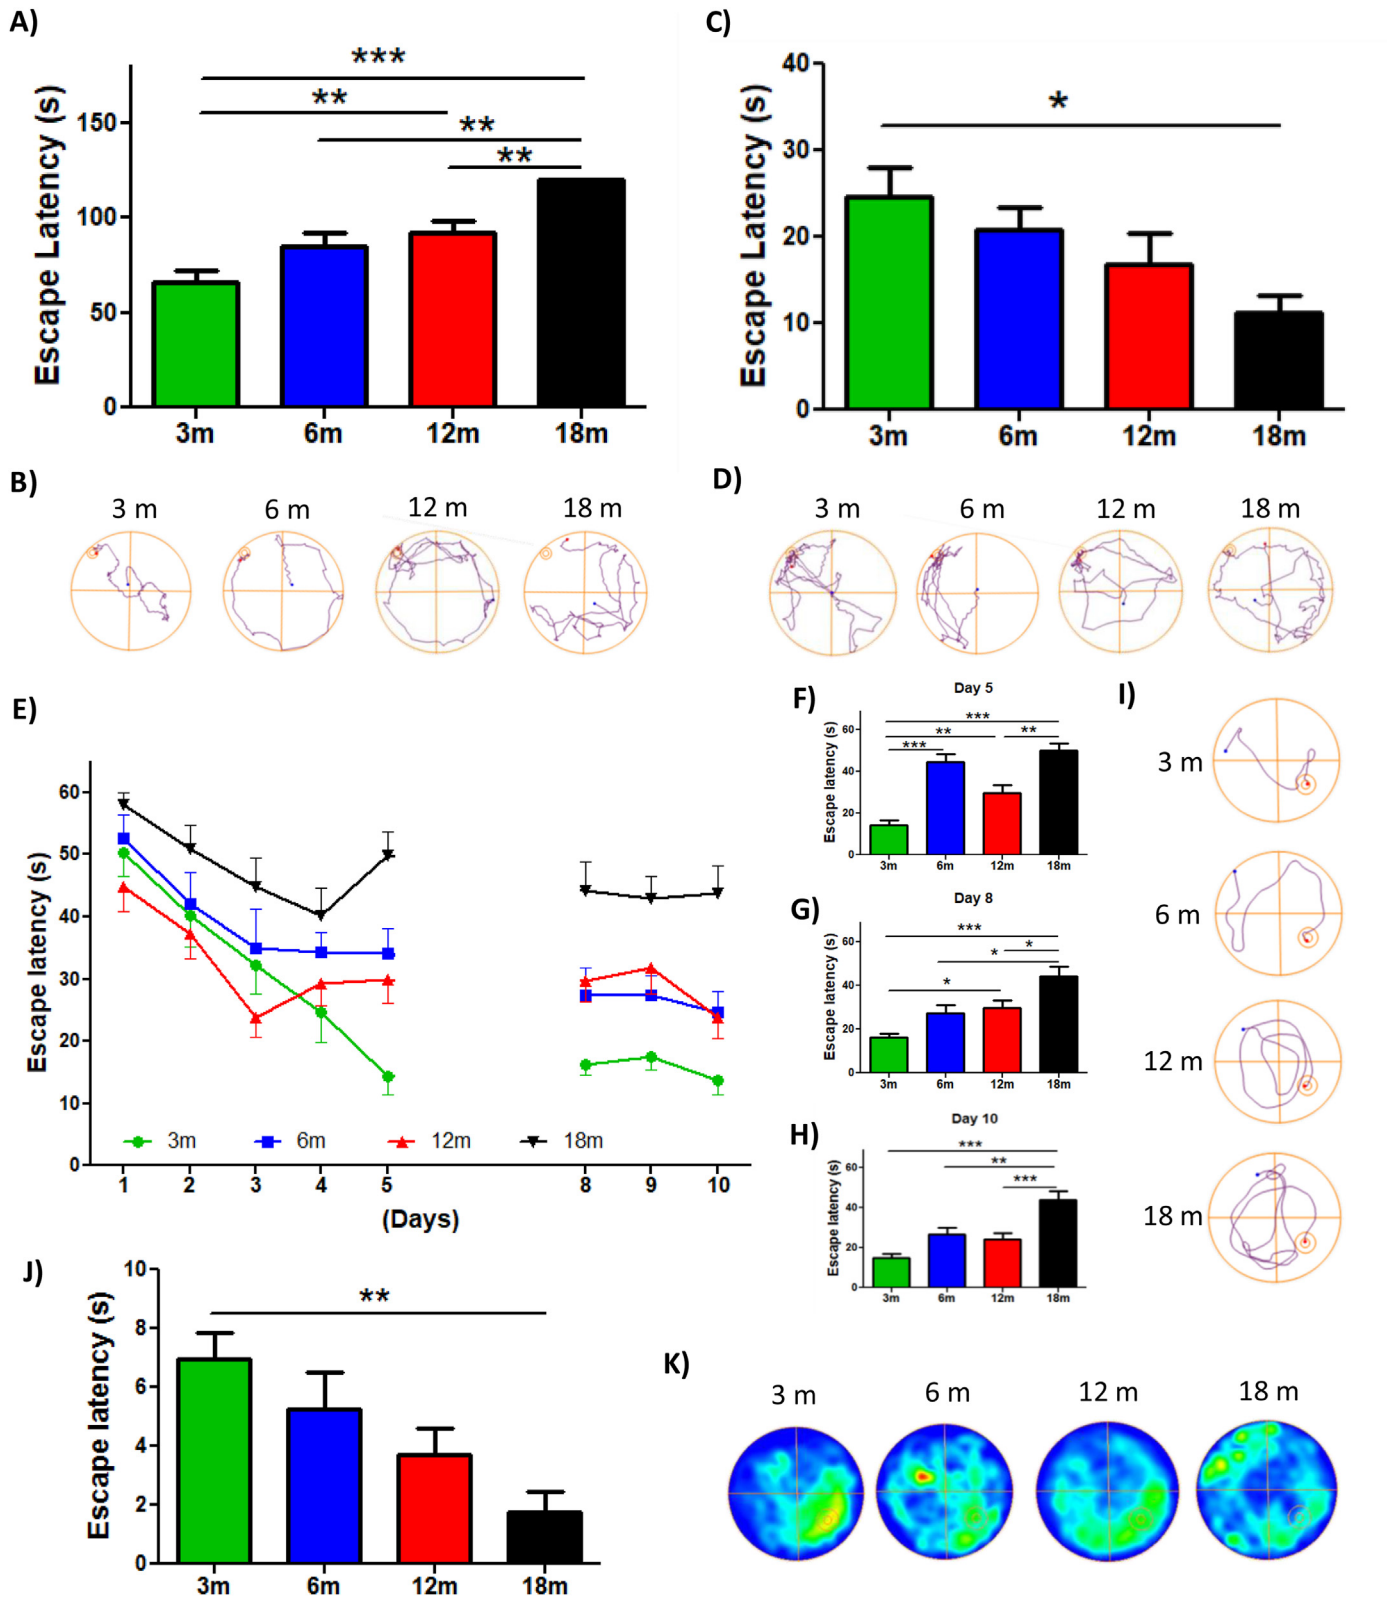 A)
Escape Latency (s)
150
100
50
0
***
**
**
**
3m 6m 12m 18m
C)
Escape Latency (s)
40
30
20
10
0
*
3m 6m 12m 18m
B)
3 m 6 m 12 m 18 m
D)
3 m 6 m 12 m 18 m
E)
Escape latency (s)
60
50
40
30
20
10
0
3m 6m 12m 18m
1 2 3 4 5 8 9 10
(Days)
F)
Day 5
Escape latency (s)
60
40
20
0
***
**
**
***
3m 6m 12m 18m
G)
Day 8
Escape latency (s)
60
40
20
0
***
*
*
*
3m 6m 12m 18m
H)
Day 10
Escape latency (s)
60
40
20
0
***
**
***
3m 6m 12m 18m
I)
3 m
6 m
12 m
18 m
J)
Escape latency (s)
10
8
6
4
2
0
**
3m 6m 12m 18m
K)
3 m 6 m 12 m 18 m